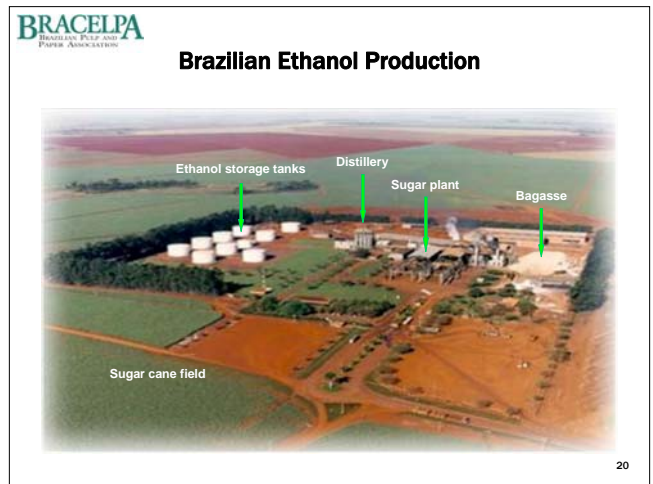 BRACELPA
BRAZILIAN PULP AND
PAPER ASSOCIATION
Brazilian Ethanol Production
Ethanol storage tanks
Distillery
Sugar plant
Bagasse
Sugar cane field
20